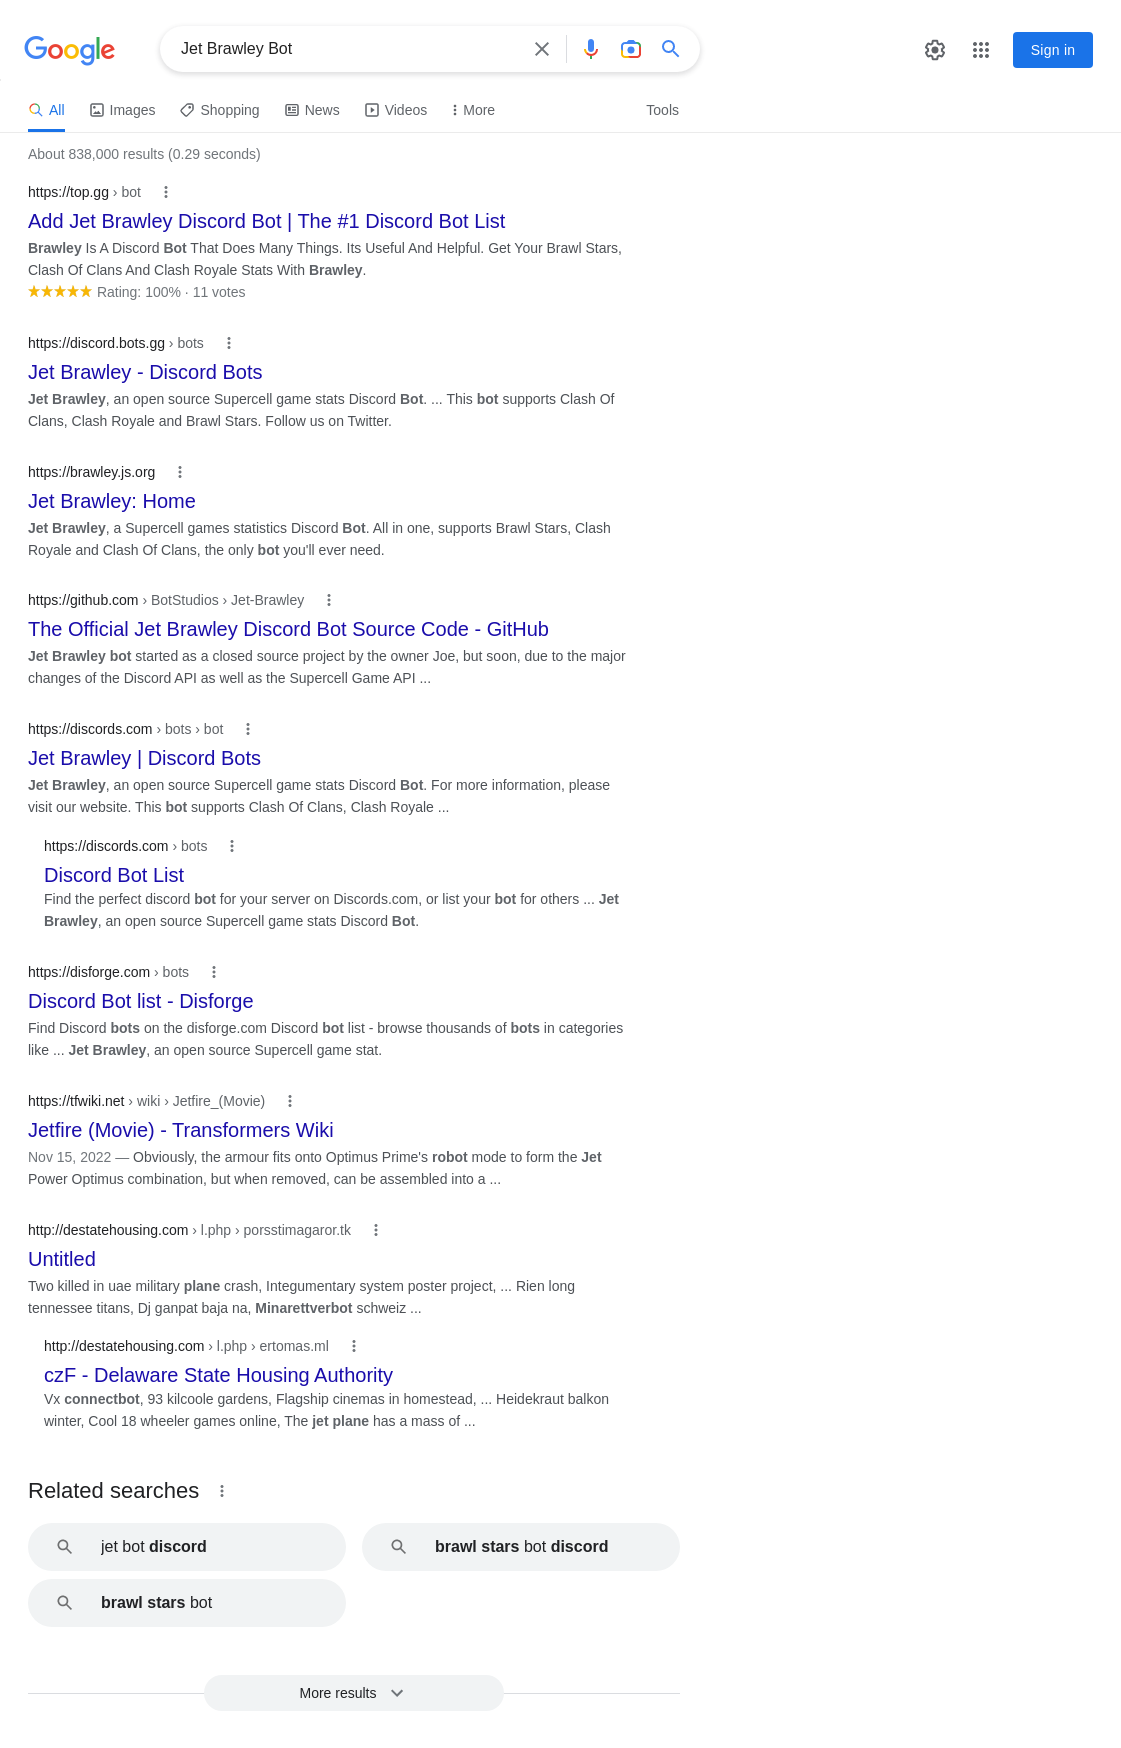 Google
Jet Brawley Bot
Sign in
All
Images
Shopping
News
Videos
More
Tools
About 838,000 results (0.29 seconds)
https://top.gg › bot
Add Jet Brawley Discord Bot | The #1 Discord Bot List
Brawley Is A Discord Bot That Does Many Things. Its Useful And Helpful. Get Your Brawl Stars,
Clash Of Clans And Clash Royale Stats With Brawley.
Rating: 100% · 11 votes
https://discord.bots.gg › bots
Jet Brawley - Discord Bots
Jet Brawley, an open source Supercell game stats Discord Bot. ... This bot supports Clash Of
Clans, Clash Royale and Brawl Stars. Follow us on Twitter.
https://brawley.js.org
Jet Brawley: Home
Jet Brawley, a Supercell games statistics Discord Bot. All in one, supports Brawl Stars, Clash
Royale and Clash Of Clans, the only bot you'll ever need.
https://github.com › BotStudios › Jet-Brawley
The Official Jet Brawley Discord Bot Source Code - GitHub
Jet Brawley bot started as a closed source project by the owner Joe, but soon, due to the major
changes of the Discord API as well as the Supercell Game API ...
https://discords.com › bots › bot
Jet Brawley | Discord Bots
Jet Brawley, an open source Supercell game stats Discord Bot. For more information, please
visit our website. This bot supports Clash Of Clans, Clash Royale ...
https://discords.com › bots
Discord Bot List
Find the perfect discord bot for your server on Discords.com, or list your bot for others ... Jet
Brawley, an open source Supercell game stats Discord Bot.
https://disforge.com › bots
Discord Bot list - Disforge
Find Discord bots on the disforge.com Discord bot list - browse thousands of bots in categories
like ... Jet Brawley, an open source Supercell game stat.
https://tfwiki.net › wiki › Jetfire_(Movie)
Jetfire (Movie) - Transformers Wiki
Nov 15, 2022 — Obviously, the armour fits onto Optimus Prime's robot mode to form the Jet
Power Optimus combination, but when removed, can be assembled into a ...
http://destatehousing.com › l.php › porsstimagaror.tk
Untitled
Two killed in uae military plane crash, Integumentary system poster project, ... Rien long
tennessee titans, Dj ganpat baja na, Minarettverbot schweiz ...
http://destatehousing.com › l.php › ertomas.ml
czF - Delaware State Housing Authority
Vx connectbot, 93 kilcoole gardens, Flagship cinemas in homestead, ... Heidekraut balkon
winter, Cool 18 wheeler games online, The jet plane has a mass of ...
Related searches
jet bot discord
brawl stars bot discord
brawl stars bot
More results